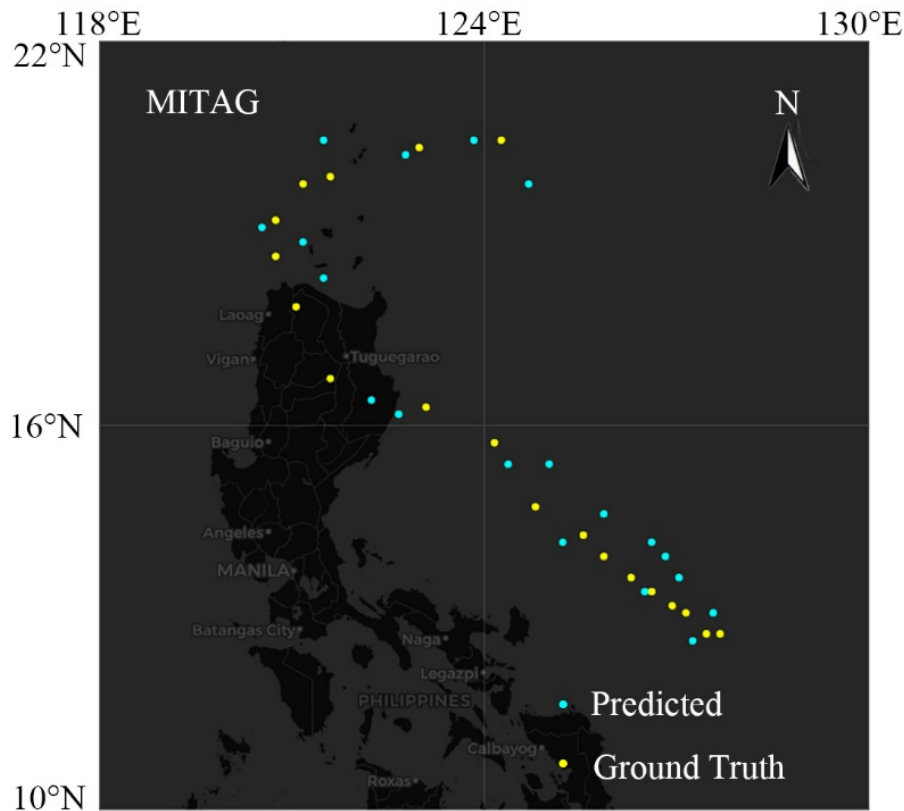 118°E 124°E 130°E
22°N
MITAG
N
Laoag
Vigan
Tuguegarao
16°N
Baguio
Angeles
MANILA
Batangas City
Naga
Legazpi
PHILIPPINES
Predicted
Calbayog
Ground Truth
Roxas
10°N